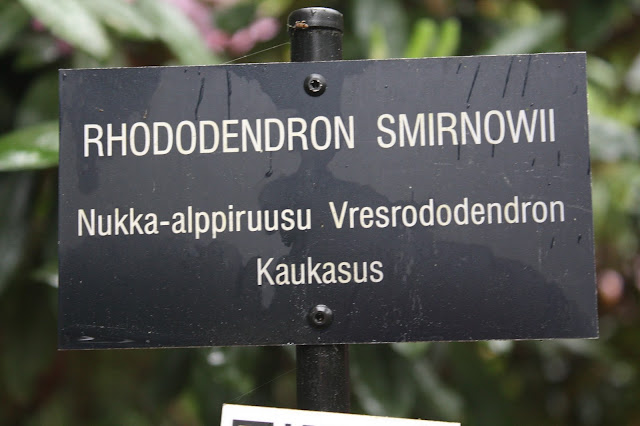 RHODODENDRON SMIRNOWII
Nukka-alppiruusu Vresrododendron
Kaukasus